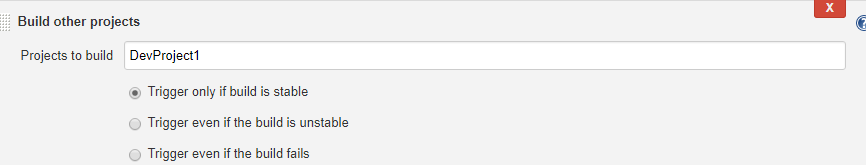 X
Build other projects
Projects to build DevProject1
Trigger only if build is stable
Trigger even if the build is unstable
Trigger even if the build fails